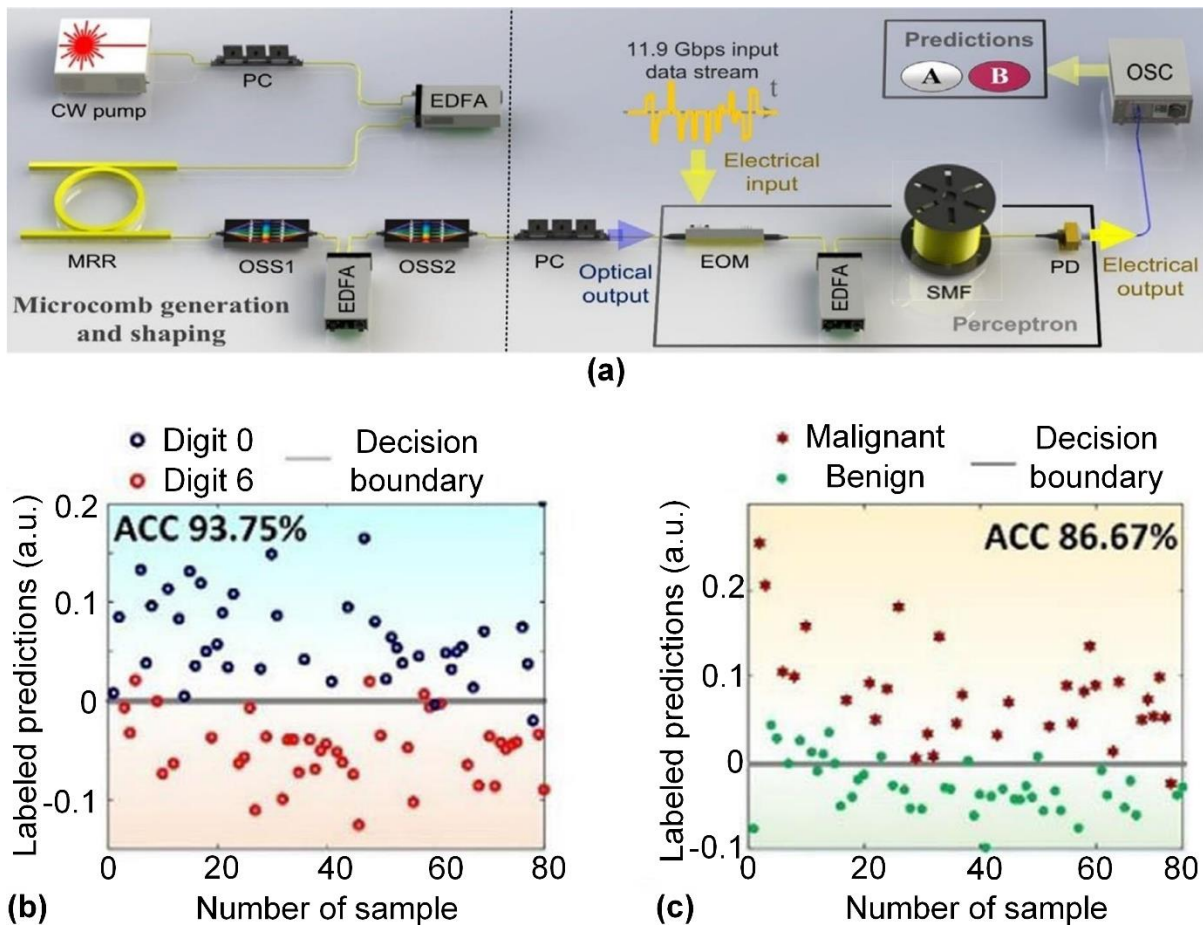 11.9 Gbps input
data stream
t
Predictions
A
B
OSC
CW pump
PC
EDFA
Electrical
input
MRR
OSS1
EDFA
OSS2
PC
Optical
output
EOM
EDFA
SMF
PD
Electrical
output
Microcomb generation
and shaping
Perceptron
(a)
Digit 0
Digit 6
Decision
boundary
ACC 93.75%
Labeled predictions (a.u.)
0.2
0.1
0
-0.1
0
20
40
60
80
Number of sample
(b)
Malignant
Benign
Decision
boundary
ACC 86.67%
Labeled predictions (a.u.)
0.2
0.1
0
-0.1
0
20
40
60
80
Number of sample
(c)